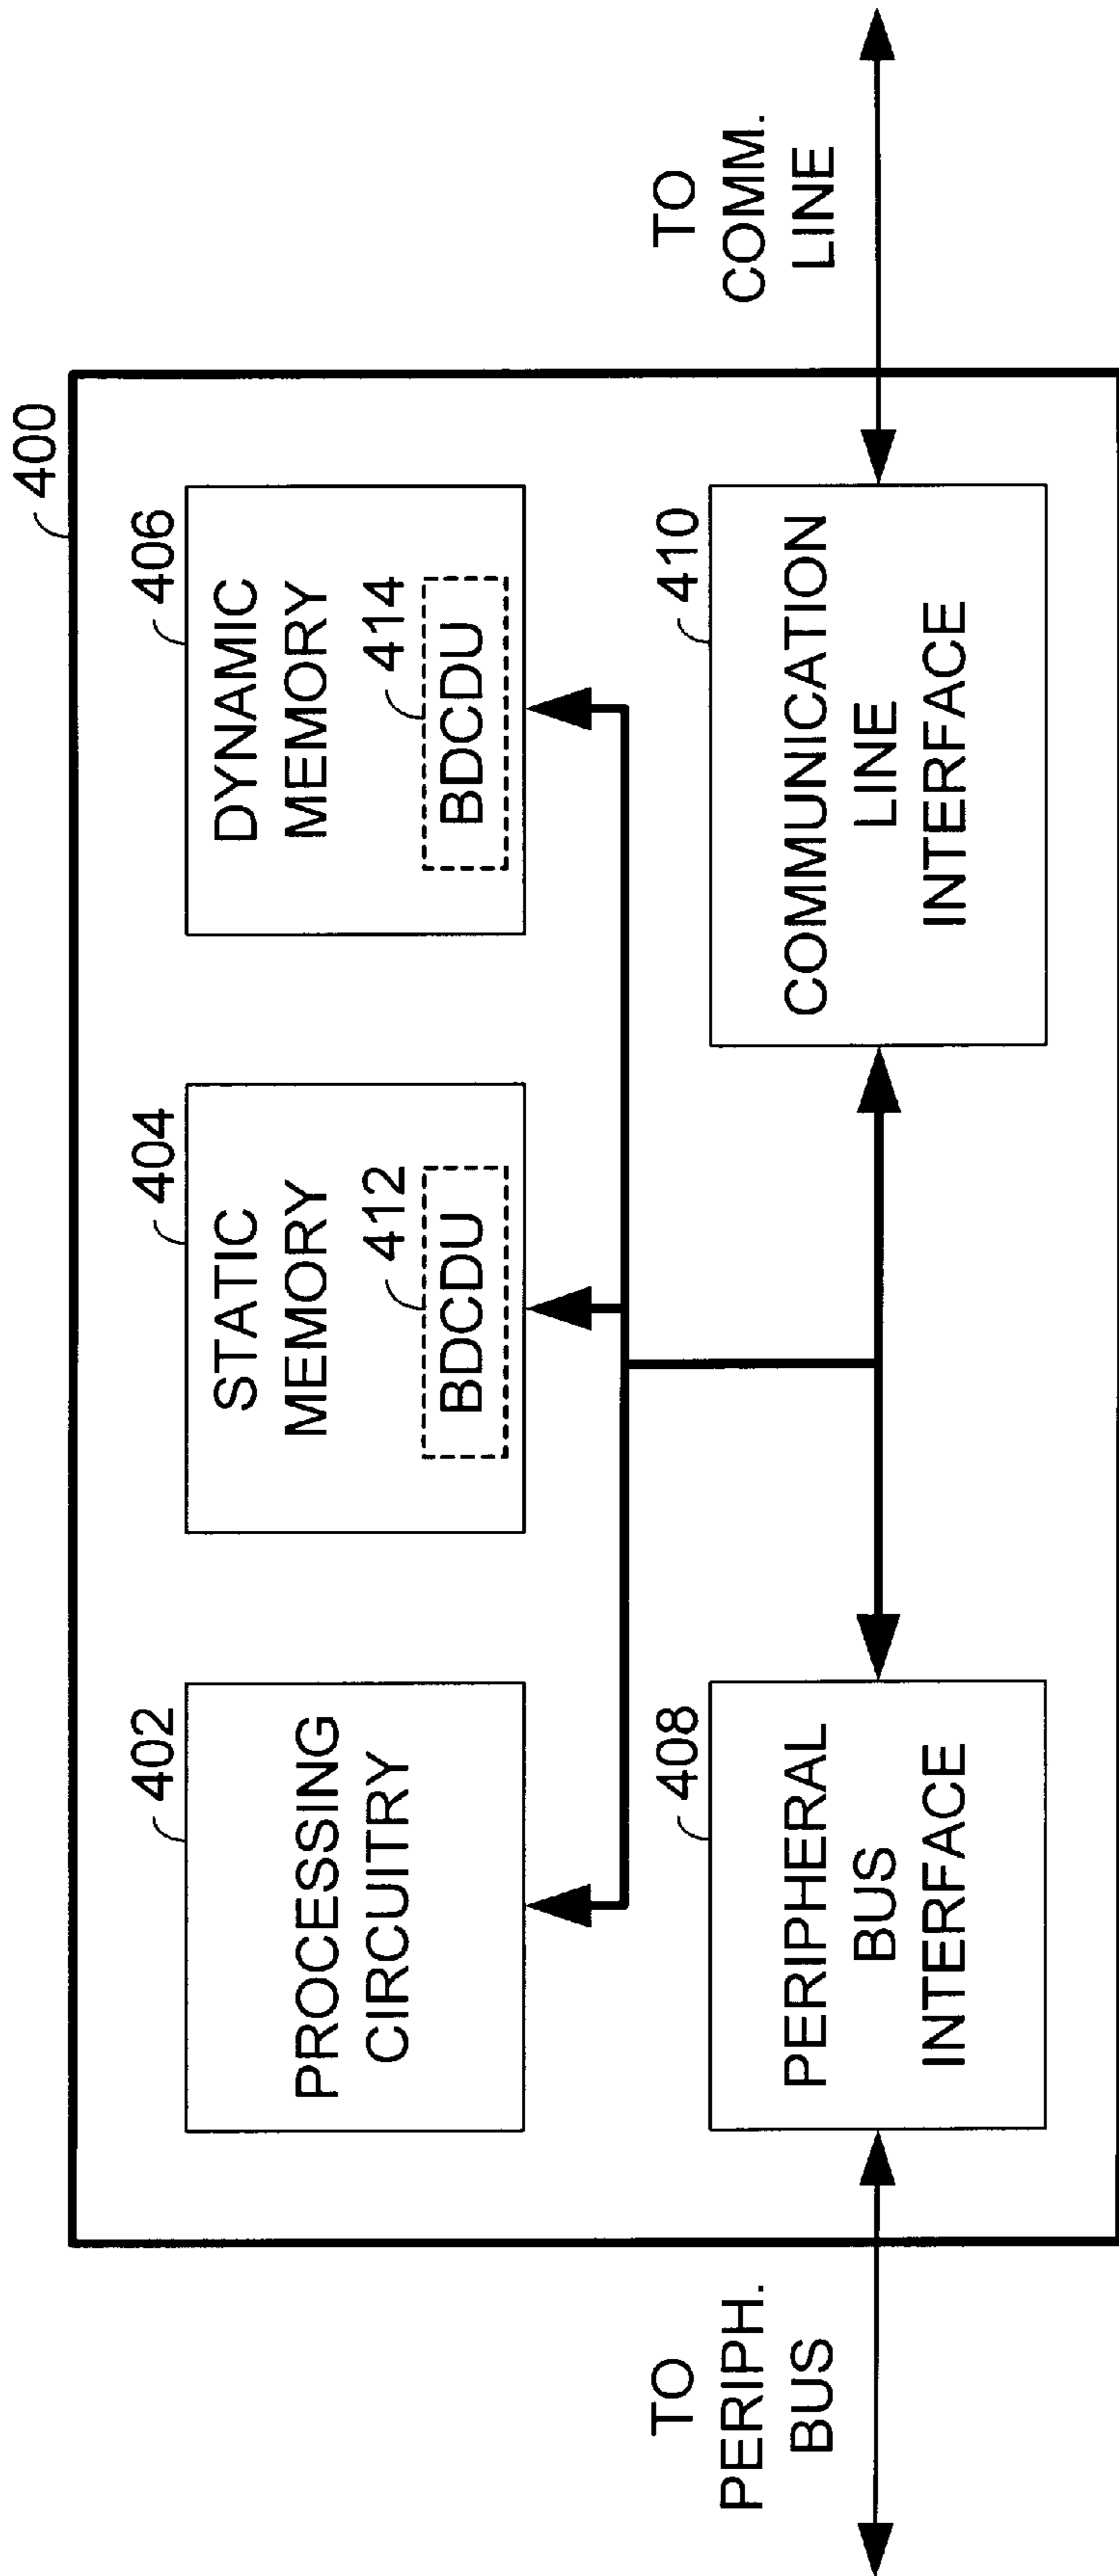 400
402
PROCESSING
CIRCUITRY
404
STATIC
MEMORY
412
BDCDU
406
DYNAMIC
MEMORY
414
BDCDU
408
PERIPHERAL
BUS
INTERFACE
410
COMMUNICATION
LINE
INTERFACE
TO
PERIPH.
BUS
TO
COMM.
LINE